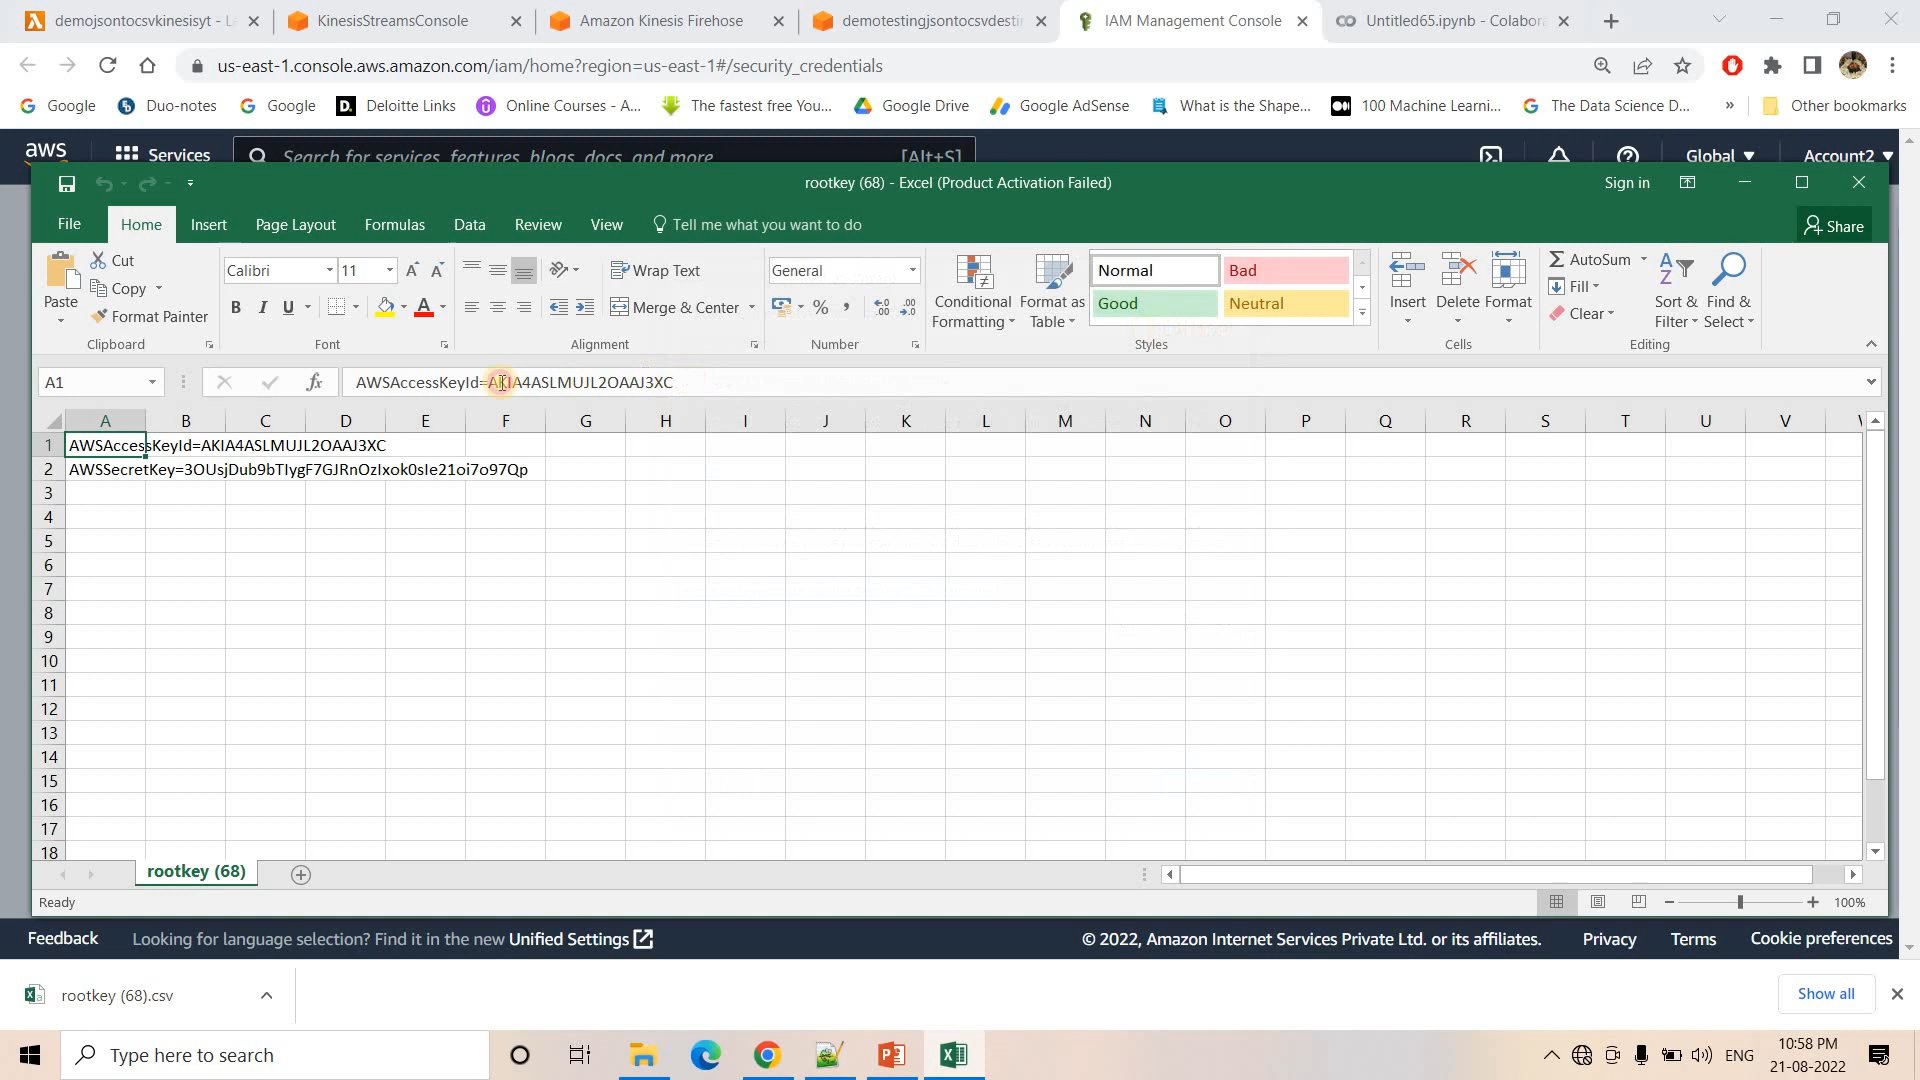 demojsontocsvkinesisyt - L
KinesisStreamsConsole
Amazon Kinesis Firehose
demotestingjsontocsvdesti
IAM Management Console
Untitled65.ipynb - Colabora
us-east-1.console.aws.amazon.com/iam/home?region=us-east-1#/security_credentials
Google
Duo-notes
Google
Deloitte Links
Online Courses - A...
The fastest free You...
Google Drive
Google AdSense
What is the Shape...
100 Machine Learni...
The Data Science D...
»
Other bookmarks
aws
Services
Search for services, features, blogs, docs, and more
[Alt+S]
Global
Account2
rootkey (68) - Excel (Product Activation Failed)
Sign in
File
Home
Insert
Page Layout
Formulas
Data
Review
View
Tell me what you want to do
Share
Paste
Cut
Copy
Format Painter
Clipboard
Calibri
11
B I U
Font
Wrap Text
Merge & Center
Alignment
General
%
Number
Conditional Formatting
Format as Table
Normal
Bad
Good
Neutral
Styles
Insert
Delete
Format
Cells
AutoSum
Fill
Clear
Sort & Filter
Find & Select
Editing
A1
fx
AWSAccessKeyId=AKIA4ASLMUJL2OAAJ3XC
A B C D E F G H I J K L M N O P Q R S T U V
1 AWSAccessKeyId=AKIA4ASLMUJL2OAAJ3XC
2 AWSSecretKey=
3
4
5
6
7
8
9
10
11
12
13
14
15
16
17
18
rootkey (68)
Ready
100%
Feedback
Looking for language selection? Find it in the new Unified Settings
© 2022, Amazon Internet Services Private Ltd. or its affiliates.
Privacy
Terms
Cookie preferences
rootkey (68).csv
Show all
Type here to search
ENG
10:58 PM
21-08-2022